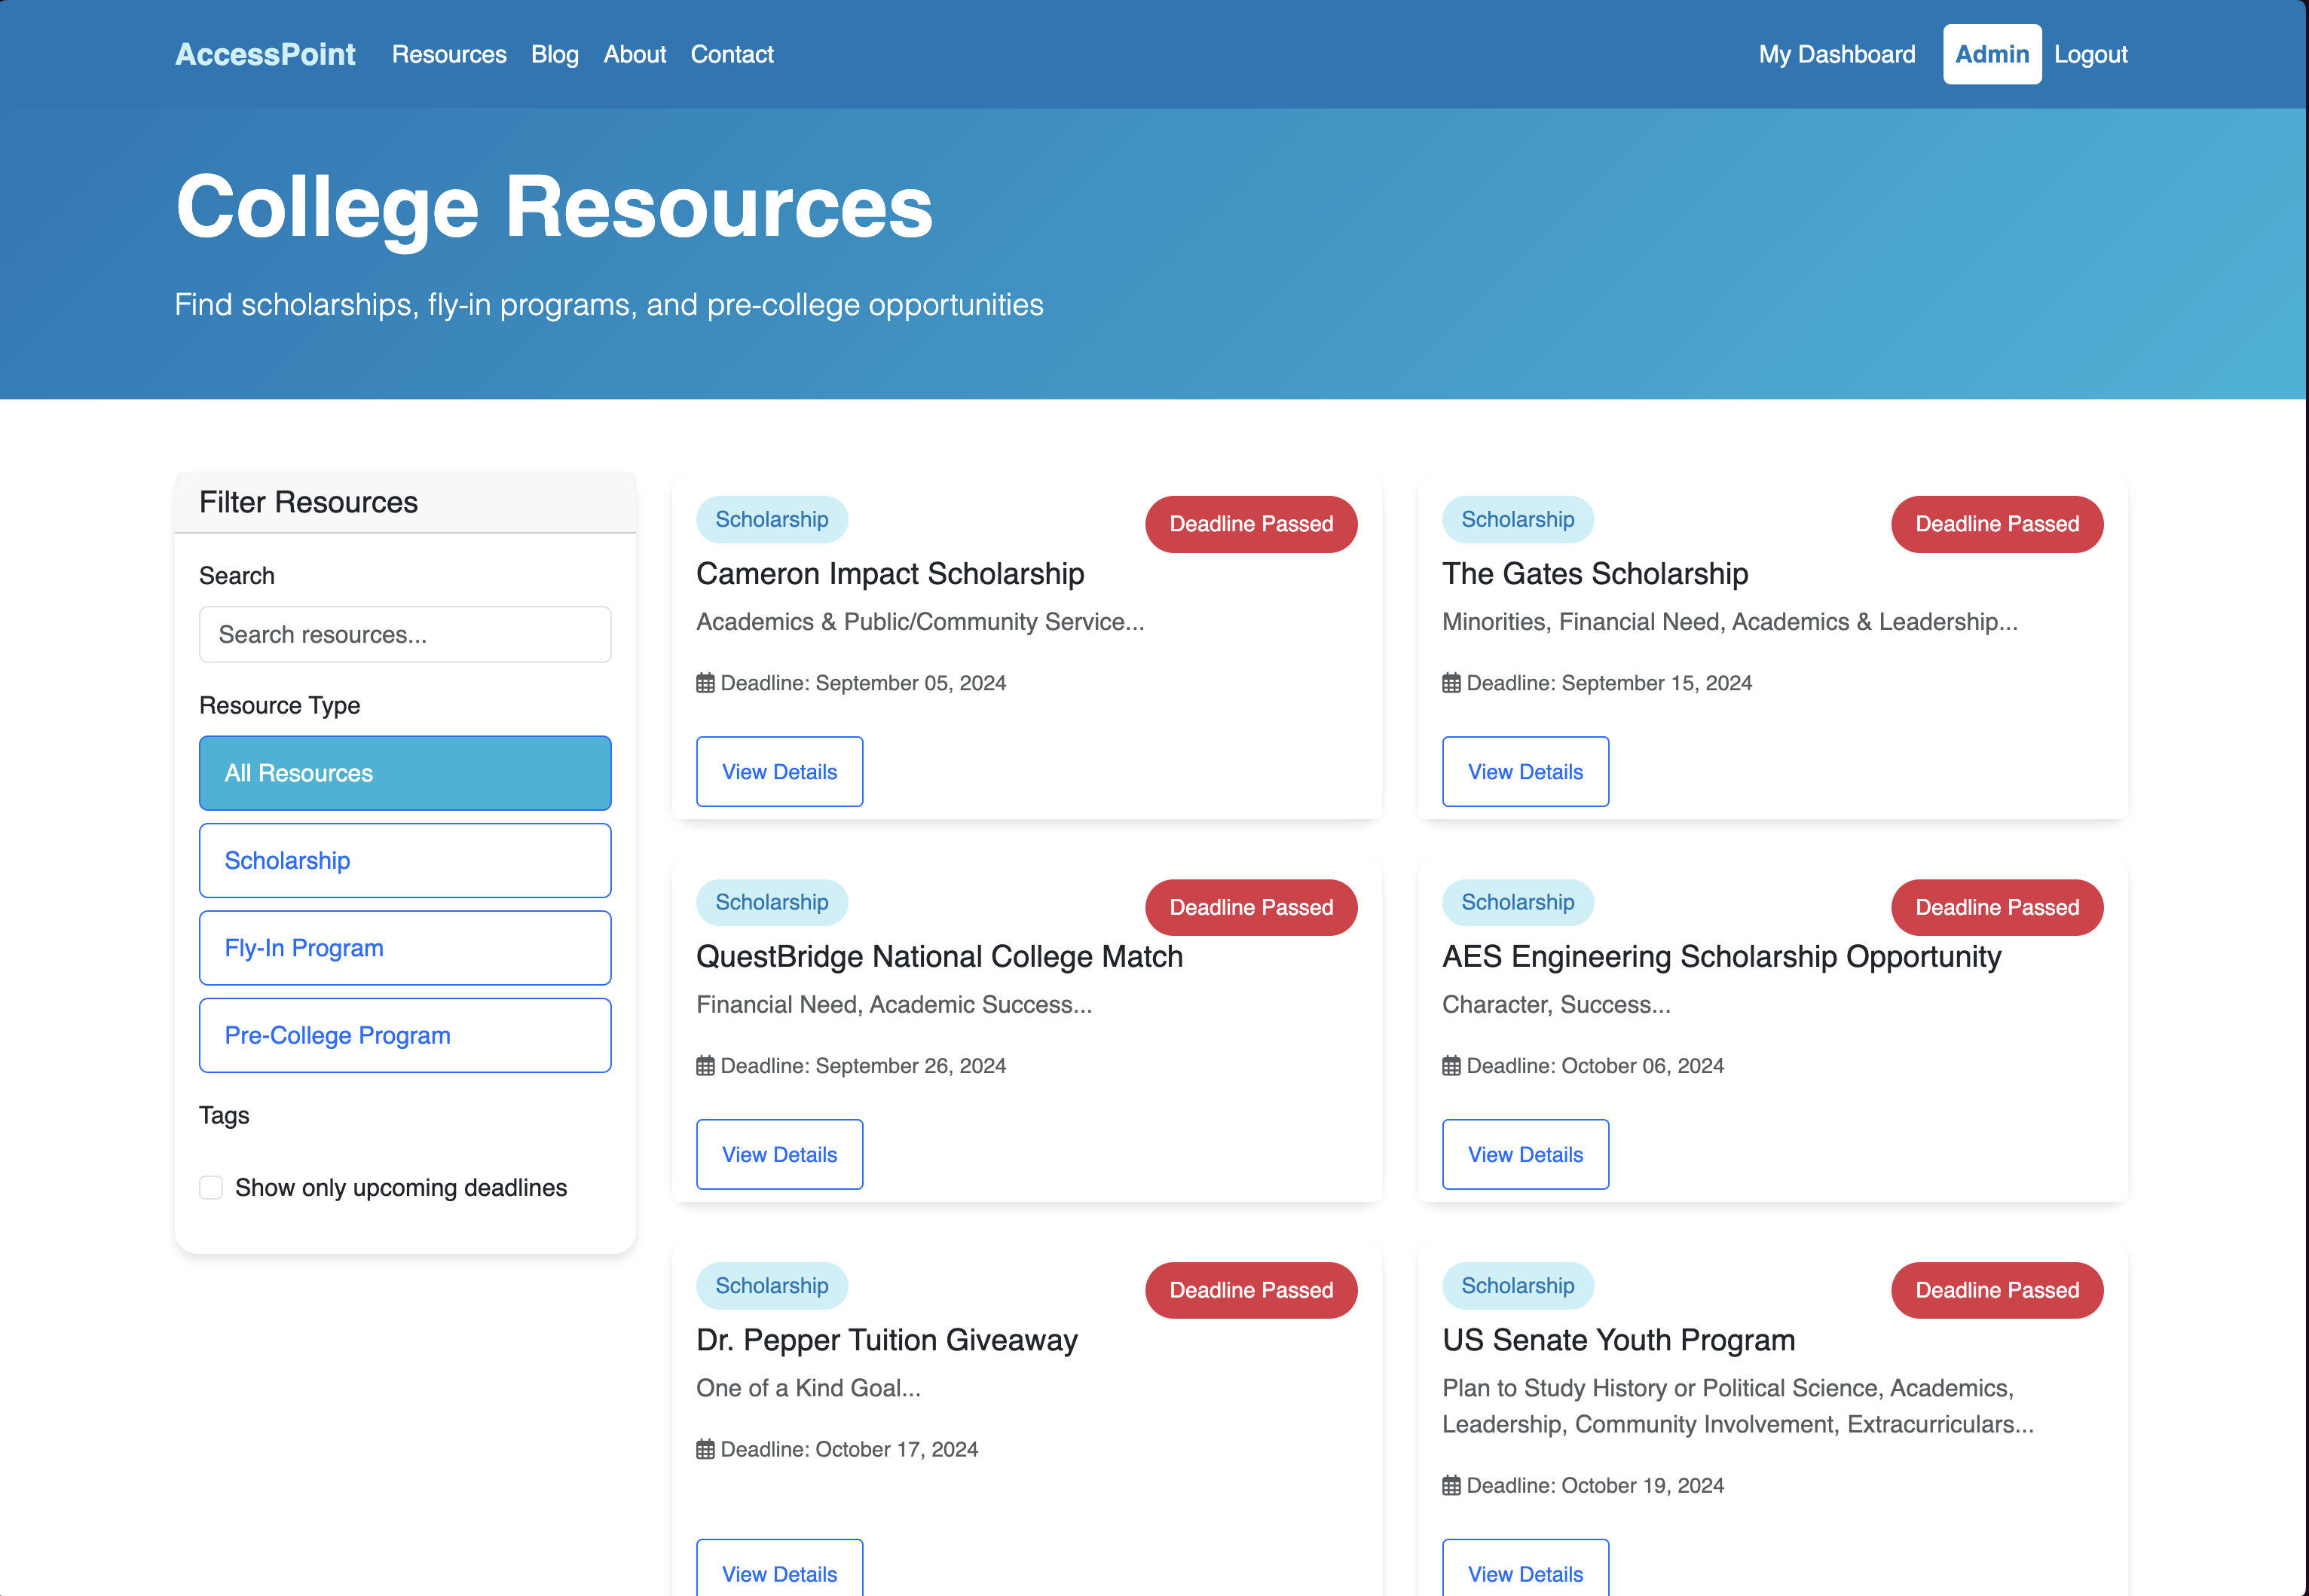 AccessPoint Resources Blog About Contact My Dashboard Admin Logout
College Resources
Find scholarships, fly-in programs, and pre-college opportunities
Filter Resources
Search
Search resources...
Resource Type
All Resources
Scholarship
Fly-In Program
Pre-College Program
Tags
Show only upcoming deadlines
Scholarship
Deadline Passed
Cameron Impact Scholarship
Academics & Public/Community Service...
Deadline: September 05, 2024
View Details
Scholarship
Deadline Passed
The Gates Scholarship
Minorities, Financial Need, Academics & Leadership...
Deadline: September 15, 2024
View Details
Scholarship
Deadline Passed
QuestBridge National College Match
Financial Need, Academic Success...
Deadline: September 26, 2024
View Details
Scholarship
Deadline Passed
AES Engineering Scholarship Opportunity
Character, Success...
Deadline: October 06, 2024
View Details
Scholarship
Deadline Passed
Dr. Pepper Tuition Giveaway
One of a Kind Goal...
Deadline: October 17, 2024
View Details
Scholarship
Deadline Passed
US Senate Youth Program
Plan to Study History or Political Science, Academics,
Leadership, Community Involvement, Extracurriculars...
Deadline: October 19, 2024
View Details